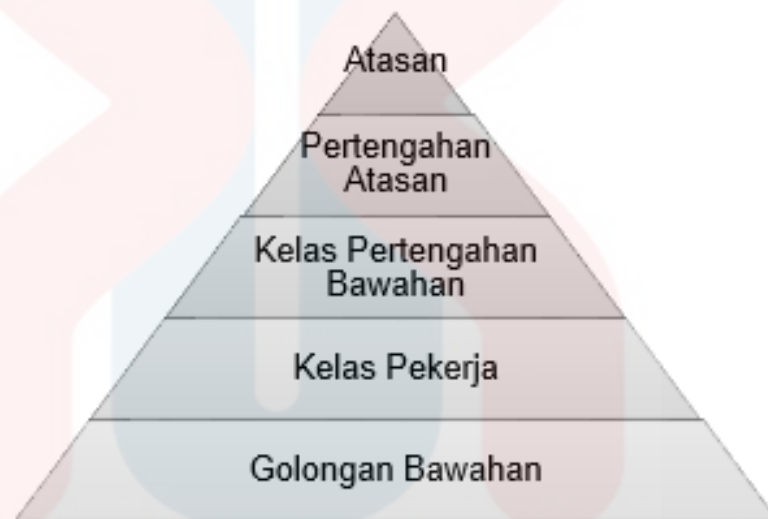 Atasan
Pertengahan
Atasan
Kelas Pertengahan
Bawahan
Kelas Pekerja
Golongan Bawahan